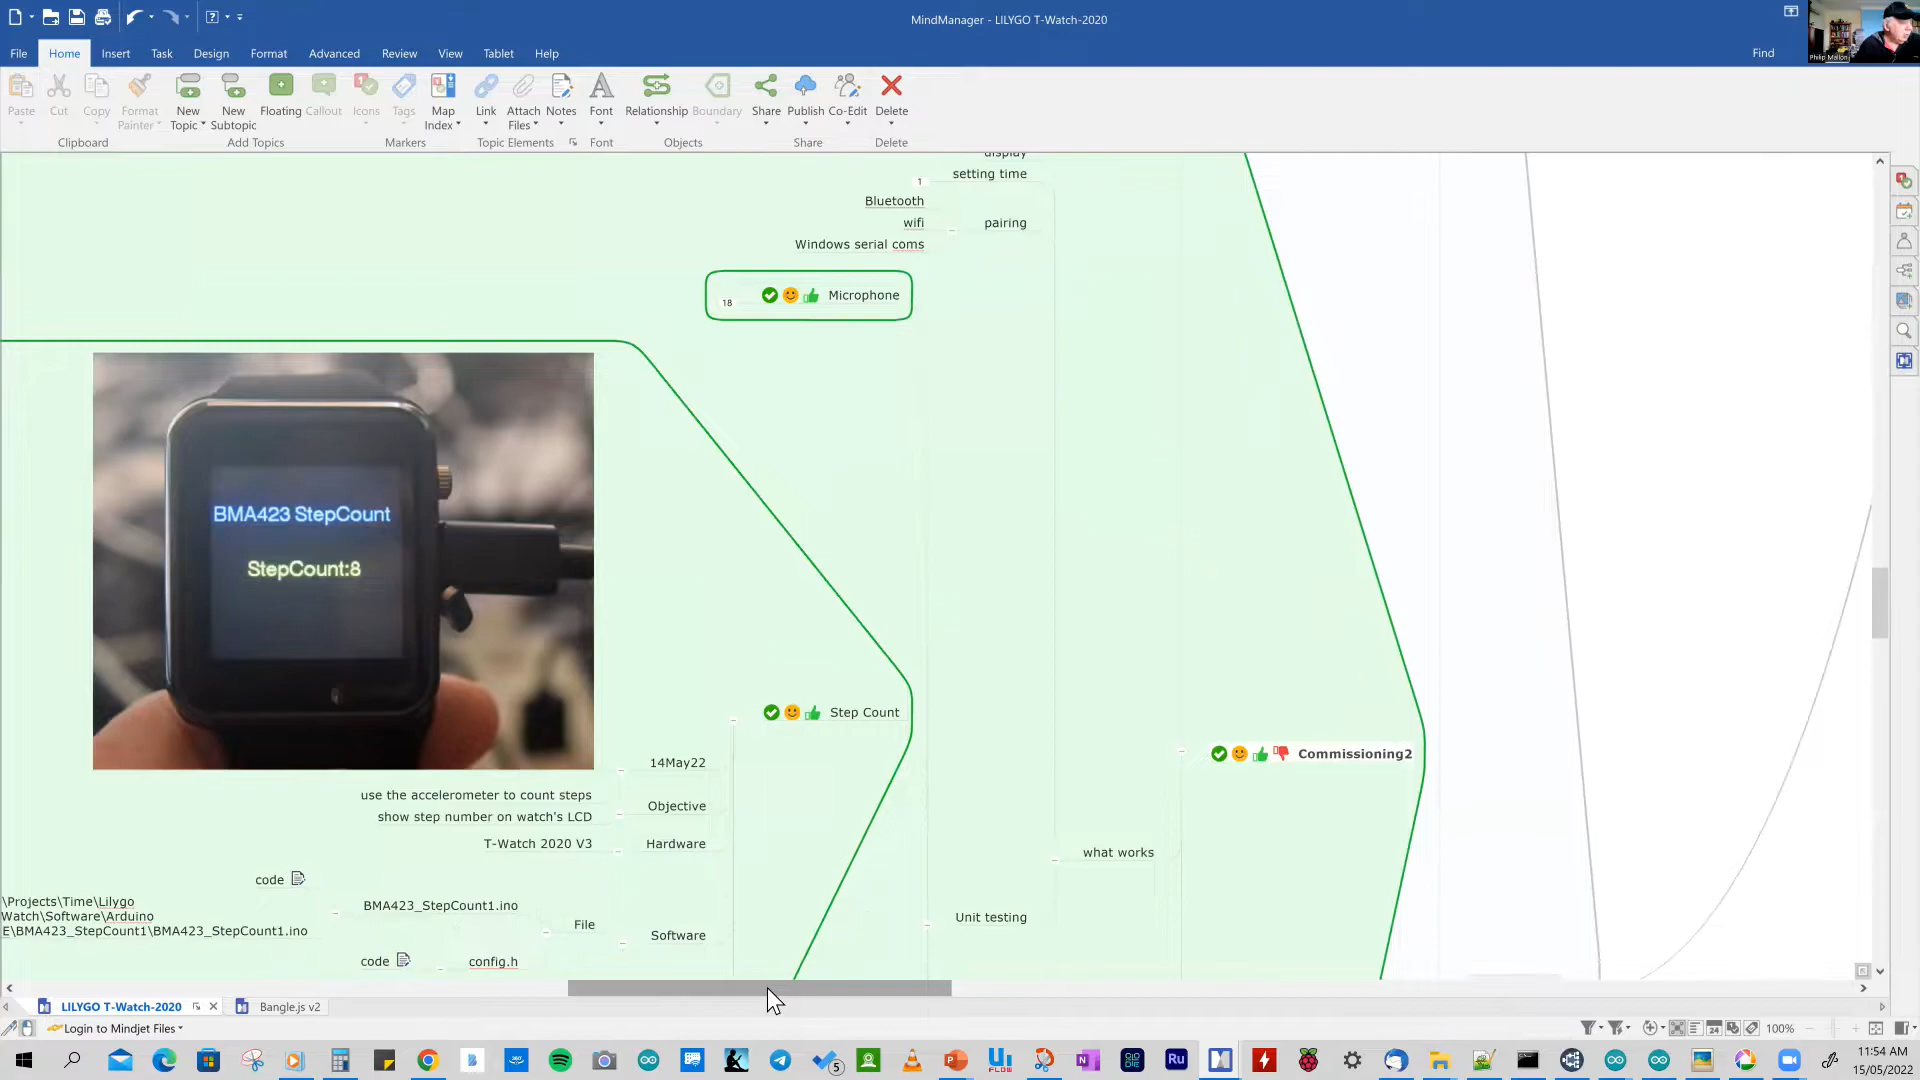 MindManager - LILYGO T-Watch-2020
Philip Mallon
File
Home
Insert
Task
Design
Format
Advanced
Review
View
Tablet
Help
Find
Paste
Cut
Copy
Format
Painter
New
Topic
New
Subtopic
Floating
Callout
Icons
Tags
Map
Index
Link
Attach
Files
Notes
Font
Relationship
Boundary
Share
Publish
Co-Edit
Delete
Clipboard
Add Topics
Markers
Topic Elements
Font
Objects
Share
Delete
display
setting time
1
Bluetooth
wifi
pairing
Windows serial coms
18
Microphone
BMA423 StepCount
StepCount:8
Step Count
14May22
Commissioning2
use the accelerometer to count steps
show step number on watch's LCD
Objective
T-Watch 2020 V3
Hardware
what works
code
\Projects\Time\Lilygo
Watch\Software\Arduino
E\BMA423_StepCount1\BMA423_StepCount1.ino
BMA423_StepCount1.ino
File
Software
Unit testing
code
config.h
LILYGO T-Watch-2020
Bangle.js v2
Login to Mindjet Files
100%
11:54 AM
15/05/2022